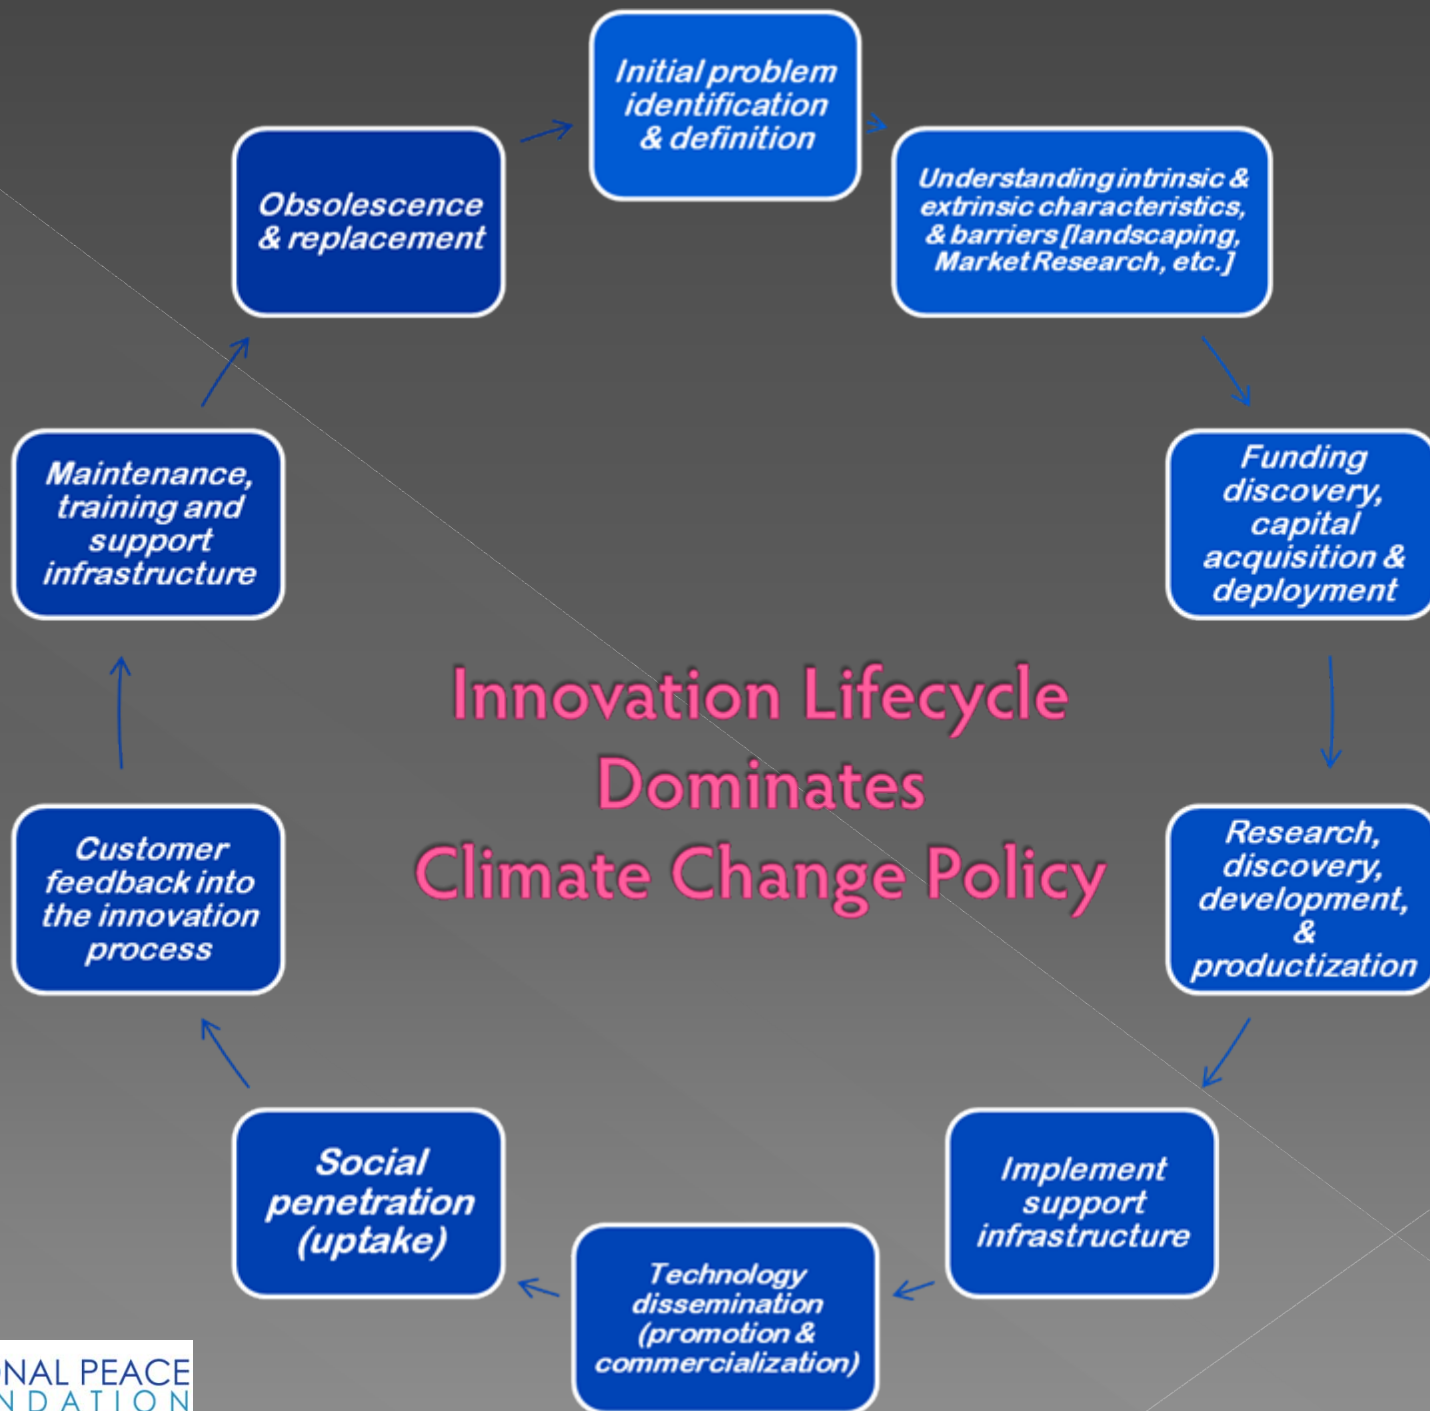 Initial problem
identification
& definition
Understanding intrinsic &
extrinsic characteristics,
& barriers [landscaping,
Market Research, etc.]
Funding
discovery,
capital
acquisition &
deployment
Research,
discovery,
development,
&
productization
Implement
support
infrastructure
Technology
dissemination
(promotion &
commercialization)
Social
penetration
(uptake)
Customer
feedback into
the innovation
process
Maintenance,
training and
support
infrastructure
Obsolescence
& replacement
Innovation Lifecycle
Dominates
Climate Change Policy
ONAL PEACE
NDATION